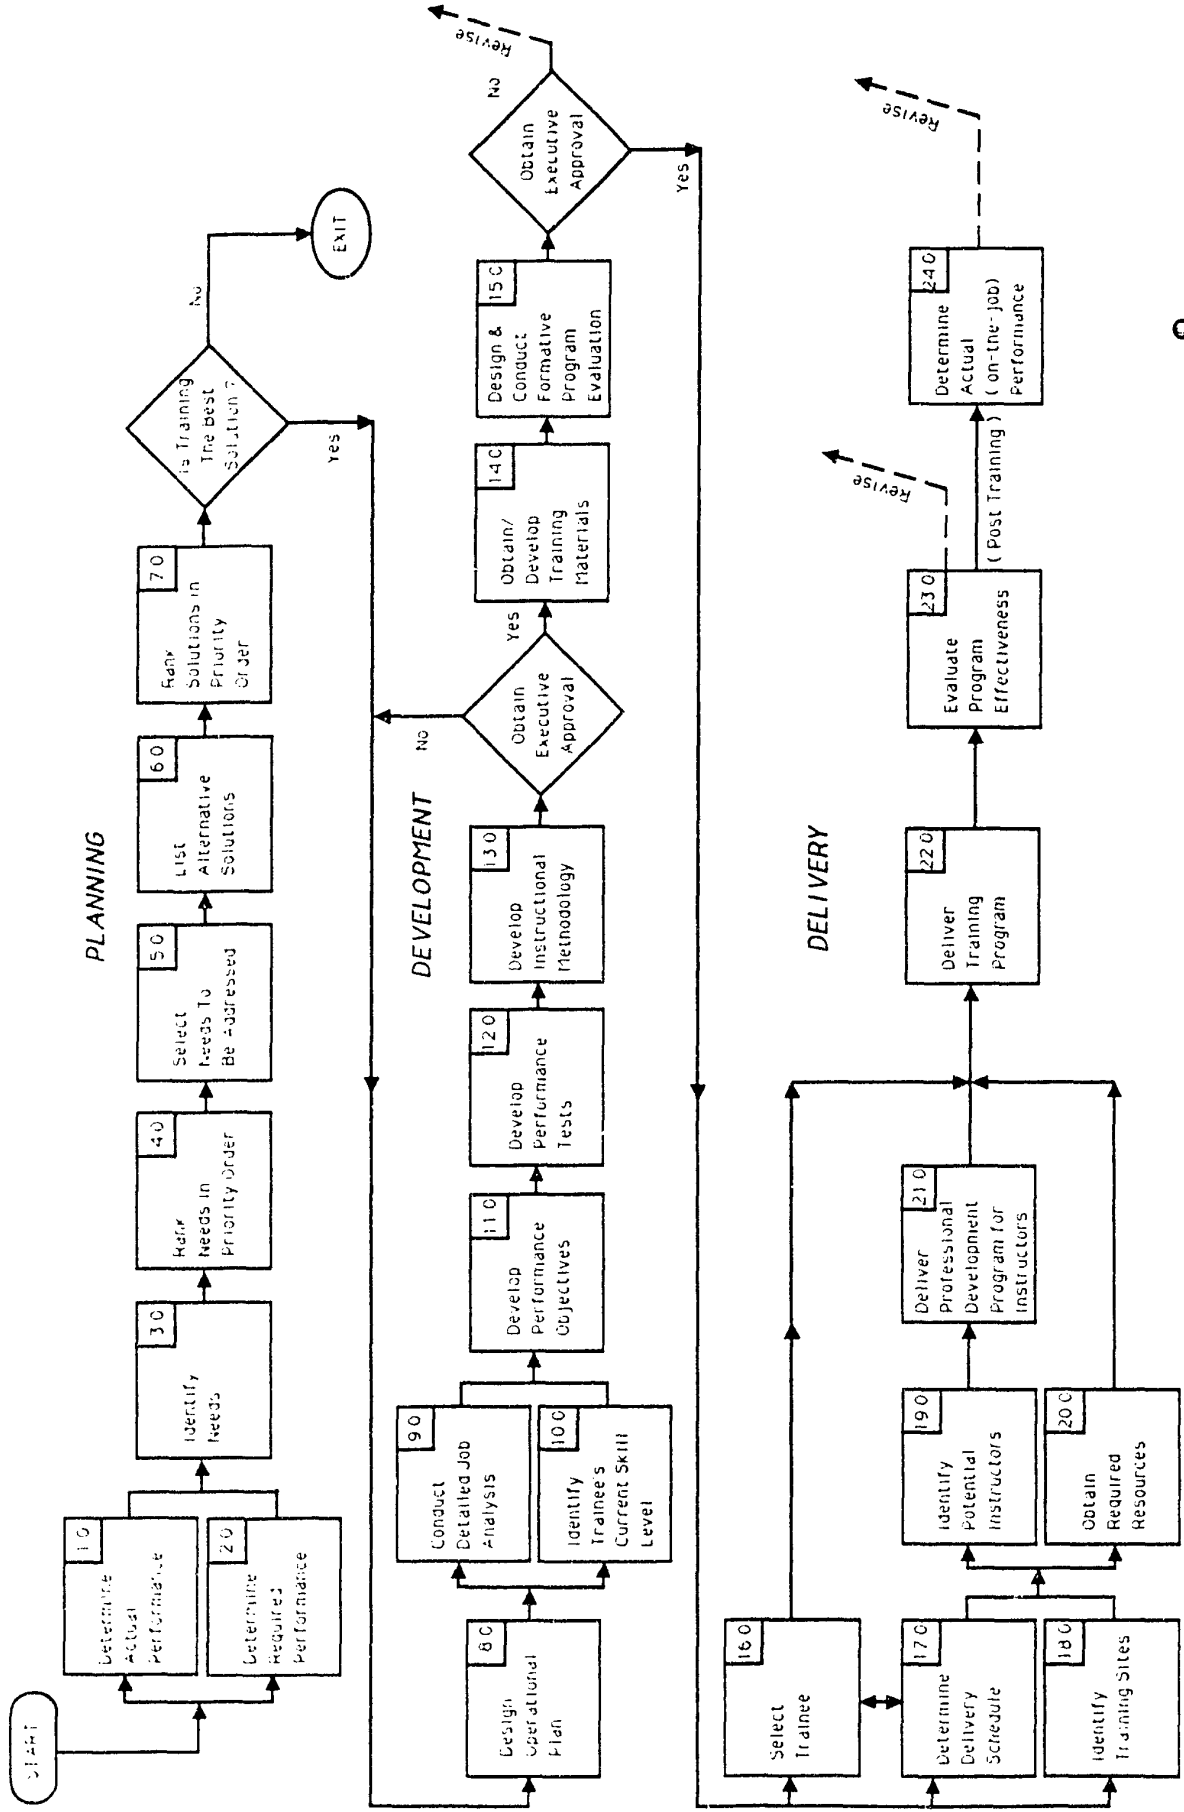 START
1.0
Determine
Actual
Performance
2.0
Determine
Required
Performance
3.0
Identify
Needs
PLANNING
4.0
Rank
Needs In
Priority Order
5.0
Select
Needs To
Be Addressed
6.0
List
Alternative
Solutions
7.0
Rank
Solutions in
Priority
Order
Is Training
The Best
Solution?
No
EXIT
Yes
DEVELOPMENT
8.0
Design
Operational
Plan
9.0
Conduct
Detailed Job
Analysis
10.0
Identify
Trainee's
Current Skill
Level
11.0
Develop
Performance
Objectives
12.0
Develop
Performance
Tests
13.0
Develop
Instructional
Methodology
Obtain
Executive
Approval
No
Yes
14.0
Obtain/
Develop
Training
Materials
15.0
Design &
Conduct
Formative
Program
Evaluation
Obtain
Executive
Approval
No
Revise
Yes
DELIVERY
16.0
Select
Trainee
17.0
Determine
Delivery
Schedule
18.0
Identify
Training Sites
19.0
Identify
Potential
Instructors
20.0
Obtain
Required
Resources
21.0
Deliver
Professional
Development
Program for
Instructors
22.0
Deliver
Training
Program
23.0
Evaluate
Program
Effectiveness
Revise
(Post Training)
24.0
Determine
Actual
(on-the-job)
Performance
Revise